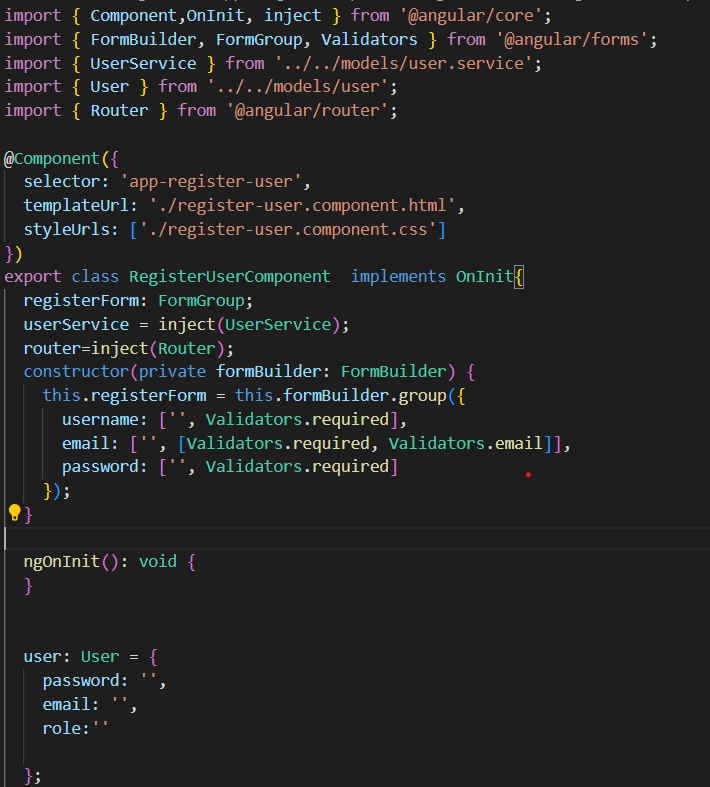 import { Component,OnInit, inject } from '@angular/core';
import { FormBuilder, FormGroup, Validators } from '@angular/forms';
import { UserService } from '../../models/user.service';
import { User } from '../../models/user';
import { Router } from '@angular/router';

@Component({
  selector: 'app-register-user',
  templateUrl: './register-user.component.html',
  styleUrls: ['./register-user.component.css']
})
export class RegisterUserComponent  implements OnInit{
  registerForm: FormGroup;
  userService = inject(UserService);
  router=inject(Router);
  constructor(private formBuilder: FormBuilder) {
    this.registerForm = this.formBuilder.group({
      username: ['', Validators.required],
      email: ['', [Validators.required, Validators.email]],
      password: ['', Validators.required]
    });
  }

  ngOnInit(): void {
  }


  user: User = {
    password: '',
    email: '',
    role:''

  };